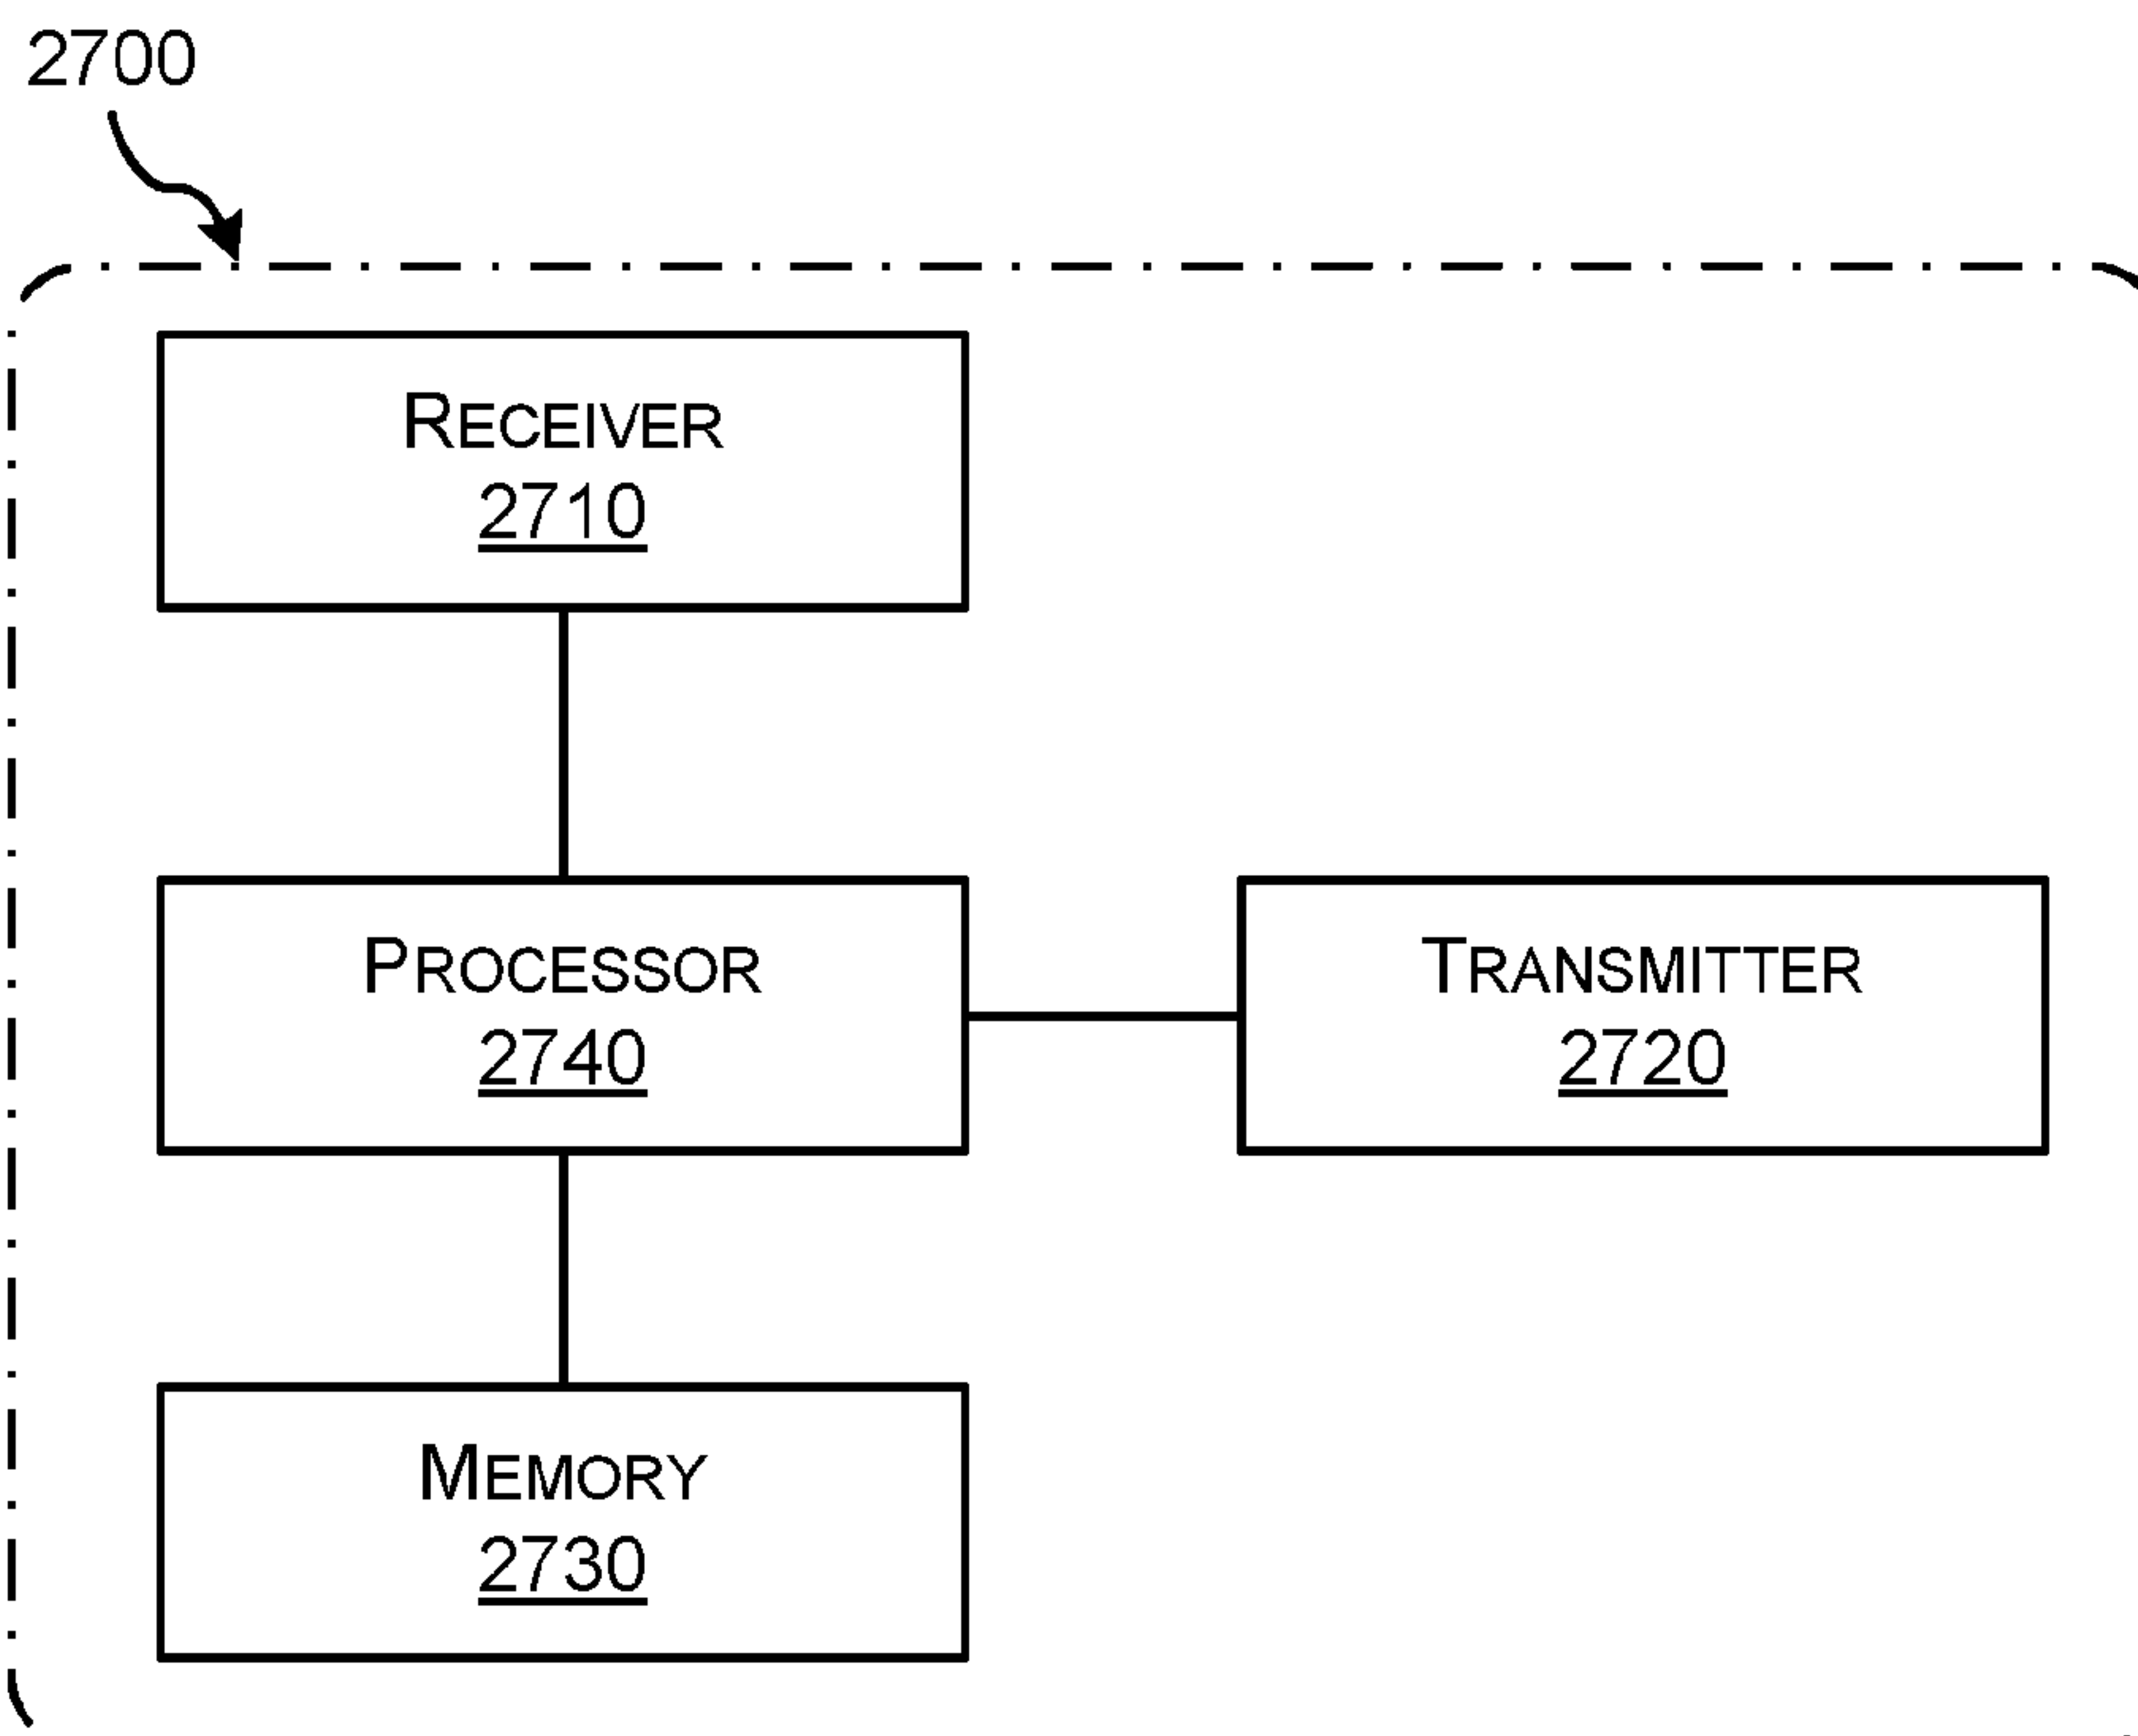 2700
RECEIVER
2710
PROCESSOR
2740
TRANSMITTER
2720
MEMORY
2730